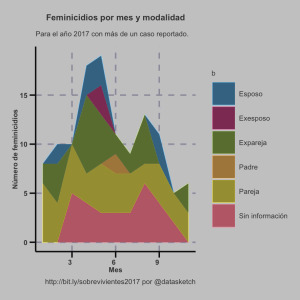 Feminicidios por mes y modalidad
Para el año 2017 con más de un caso reportado.
Número de feminicidios
15
10
5
0
3
6
9
Mes
b
Esposo
Exesposo
Expareja
Padre
Pareja
Sin información
http://bit.ly/sobrevivientes2017 por @datasketch